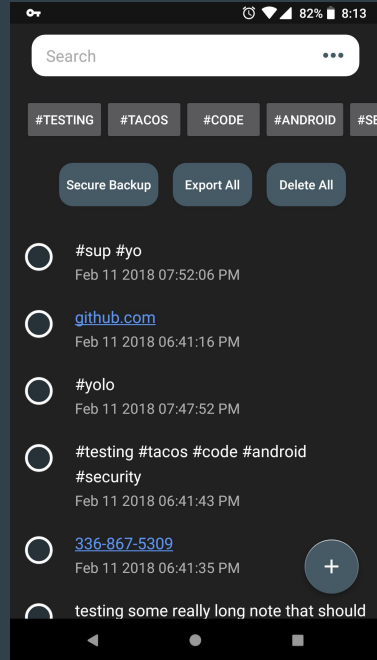 82% 8:13
Search
#TESTING #TACOS #CODE #ANDROID #SE
Secure Backup Export All Delete All
#sup #yo
Feb 11 2018 07:52:06 PM
github.com
Feb 11 2018 06:41:16 PM
#yolo
Feb 11 2018 07:47:52 PM
#testing #tacos #code #android
#security
Feb 11 2018 06:41:43 PM
336-867-5309
Feb 11 2018 06:41:35 PM
testing some really long note that should